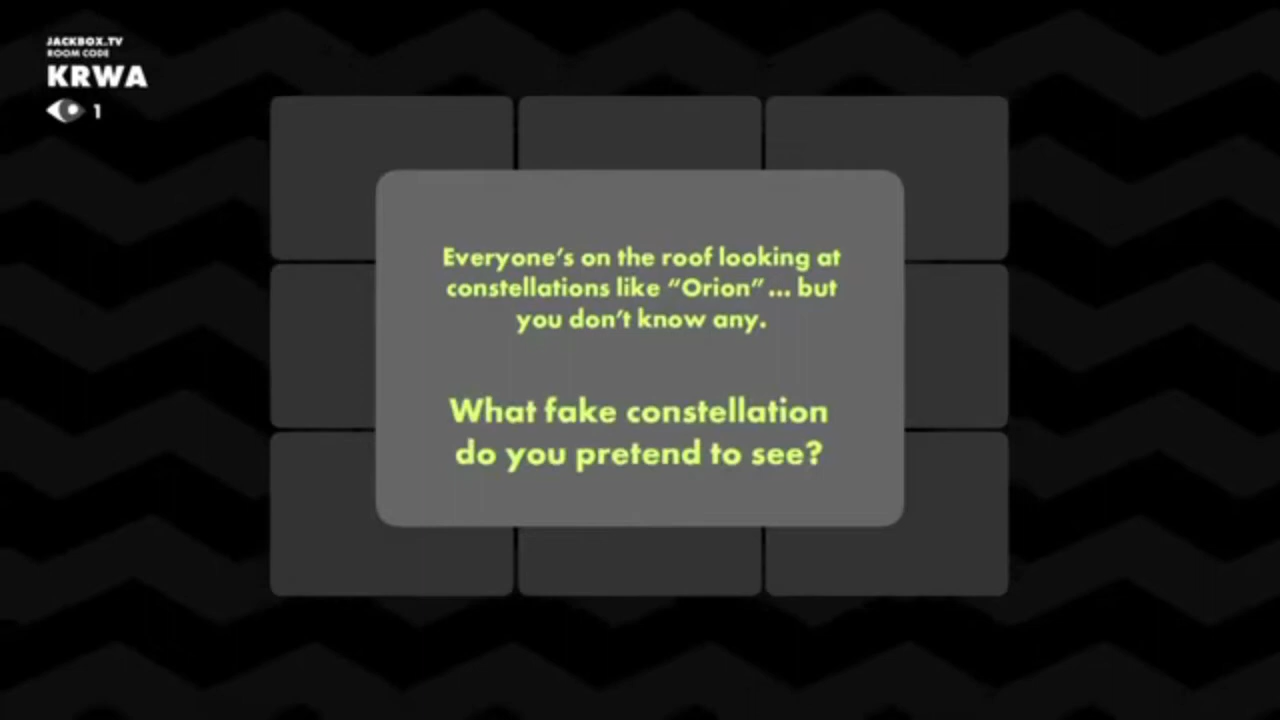 JACKBOX.TV
ROOM CODE
KRWA
1
Everyone's on the roof looking at
constellations like “Orion”... but
you don't know any.
What fake constellation
do you pretend to see?